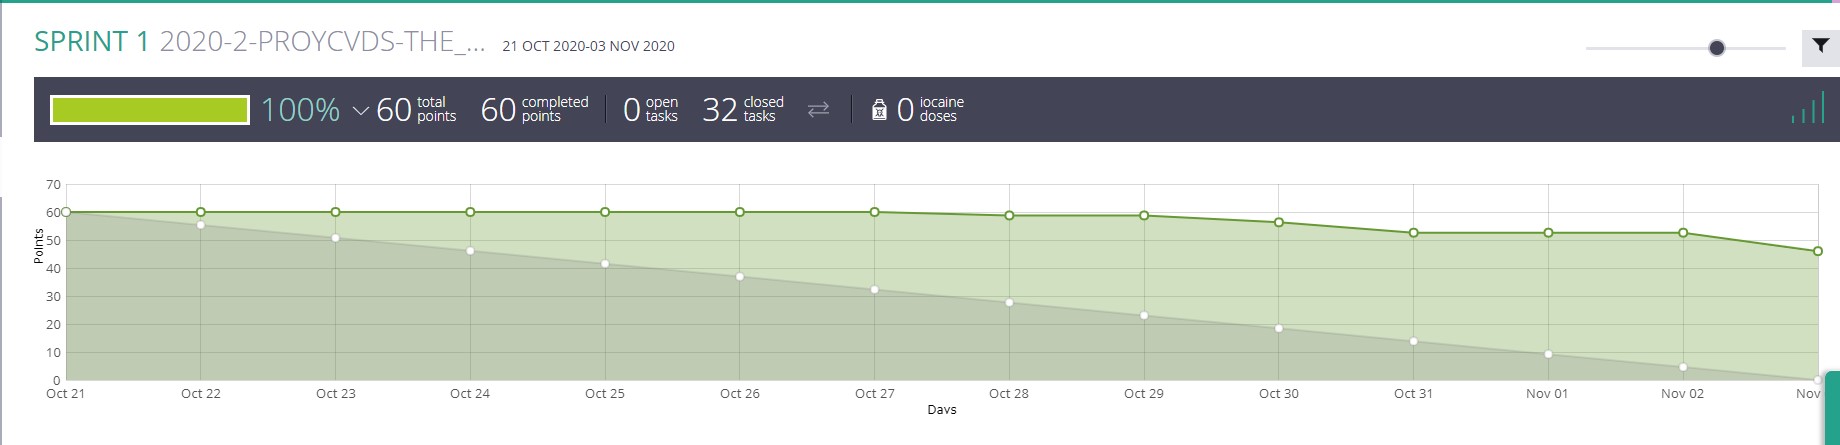 SPRINT 1 2020-2-PROYCVDS-THE_... 21 OCT 2020-03 NOV 2020
100% 60 total points 60 completed points 0 open tasks 32 closed tasks 0 iocaine doses
70
60
50
40
30
20
10
0
Points
Oct 21 Oct 22 Oct 23 Oct 24 Oct 25 Oct 26 Oct 27 Oct 28 Oct 29 Oct 30 Oct 31 Nov 01 Nov 02 Nov
Days